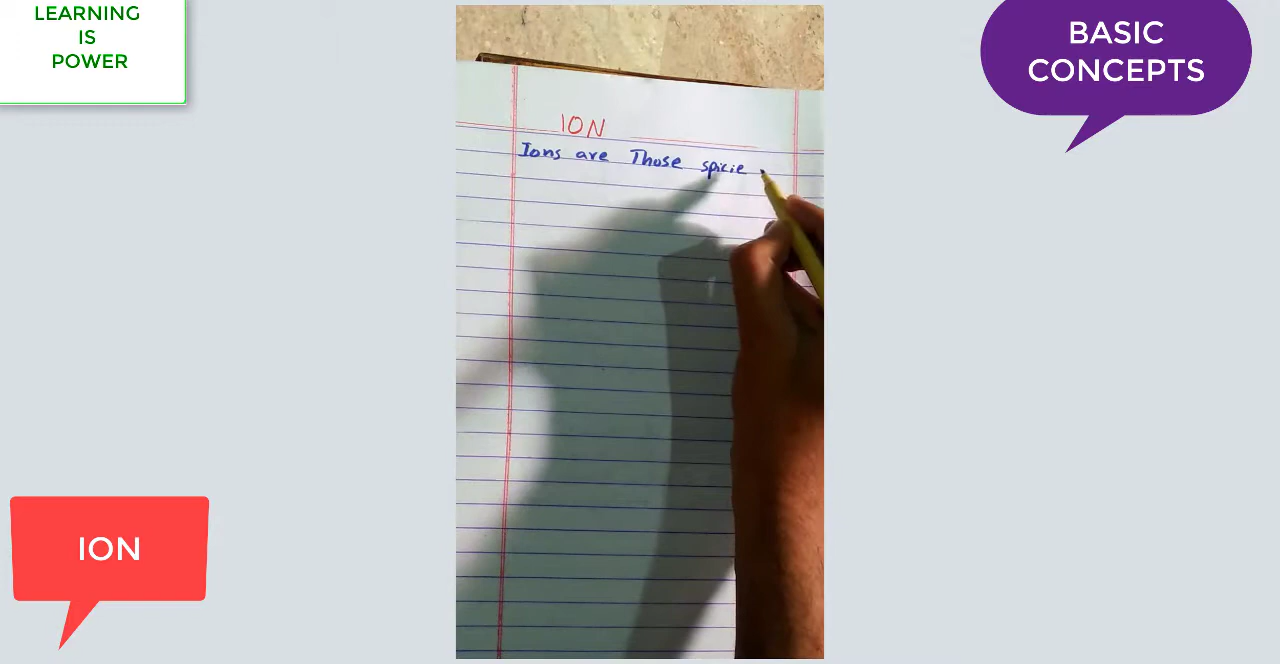 LEARNING
IS
POWER
BASIC
CONCEPTS
ION
Ions are Those spicie
ION